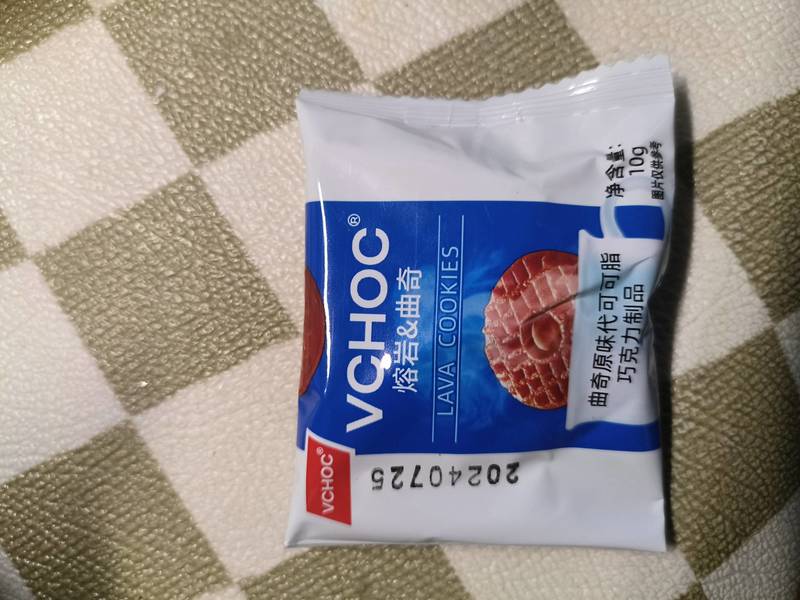 VCHOC®
VCHOC®
熔岩&曲奇
LAVA COOKIES
曲奇原味代可可脂
巧克力制品
净含量:
10g
图片仅供参考
20240725